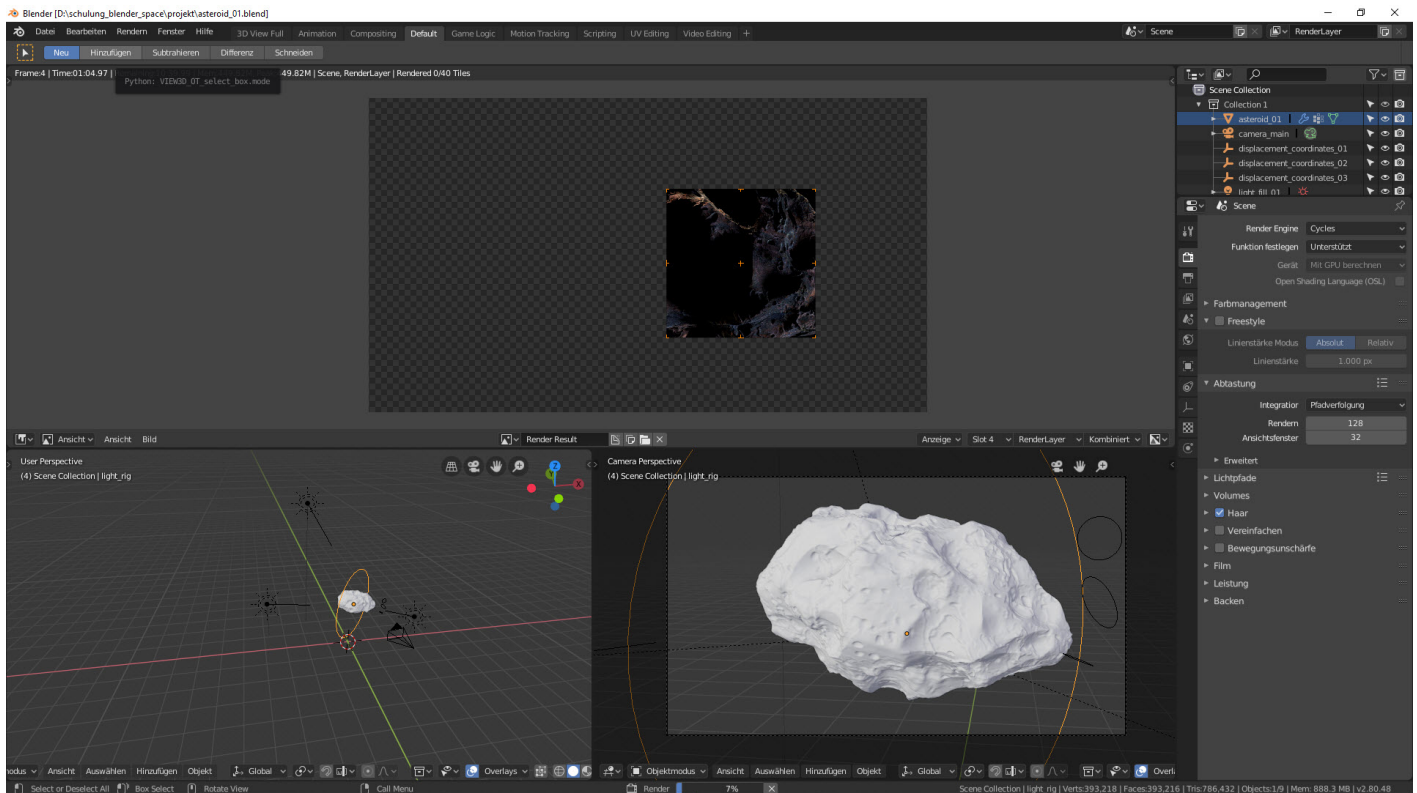 Blender [D:\schulung_blender_space\projekt\asteroid_01.blend]
Datei Bearbeiten Rendern Fenster Hilfe 3D View Full Animation Compositing Default Game Logic Motion Tracking Scripting UV Editing Video Editing + Scene RenderLayer
Neu Hinzufügen Subtrahieren Differenz Schneiden
Frame:4 | Time:01:04.97 | 49.82M | Scene, RenderLayer | Rendered 0/40 Tiles
Python: VIEW3D_OT_select_box.mode
Scene Collection
Collection 1
asteroid_01
camera_main
displacement_coordinates_01
displacement_coordinates_02
displacement_coordinates_03
light_fill_01
Scene
Render Engine Cycles
Funktion festlegen Unterstützt
Gerät Mit GPU berechnen
Open Shading Language (OSL)
Farbmanagement
Freestyle
Linienstärke Modus Absolut Relativ
Linienstärke 1.000 px
Abtastung
Integratior Pfadverfolgung
Rendern 128
Ansichtsfenster 32
Erweitert
Lichtpfade
Volumes
Haar
Vereinfachen
Bewegungsunschärfe
Film
Leistung
Backen
Ansicht Ansicht Bild Render Result Anzeige Slot 4 RenderLayer Kombiniert
User Perspective
(4) Scene Collection | light_rig
Z
Y
X
Camera Perspective
(4) Scene Collection | light_rig
nodus Ansicht Auswählen Hinzufügen Objekt Global Overlays
Objektmodus Ansicht Auswählen Hinzufügen Objekt Global Overl
Select or Deselect All Box Select Rotate View Call Menu Render 7% Scene Collection | light_rig | Verts:393,218 | Faces:393,216 | Tris:786,432 | Objects:1/9 | Mem: 888.3 MB | v2.80.48